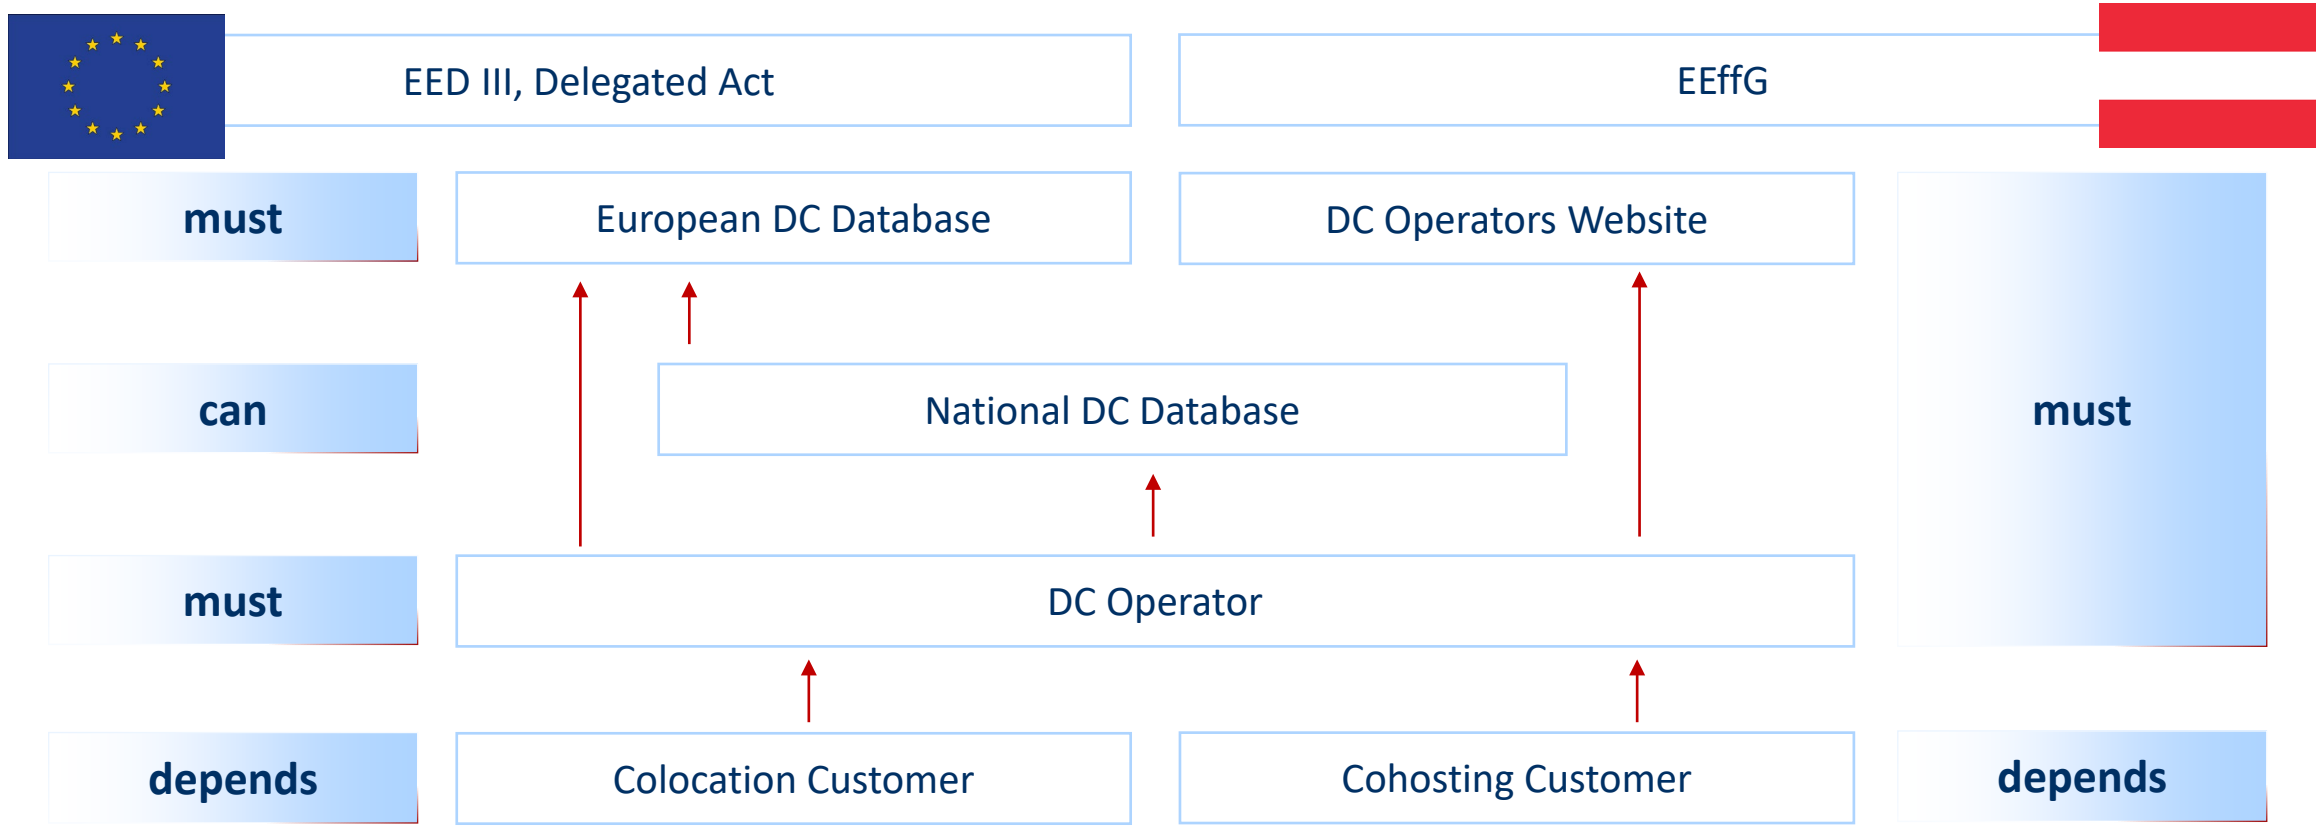 EED III, Delegated Act
EEffG
must
European DC Database
DC Operators Website
can
National DC Database
must
must
DC Operator
depends
Colocation Customer
Cohosting Customer
depends